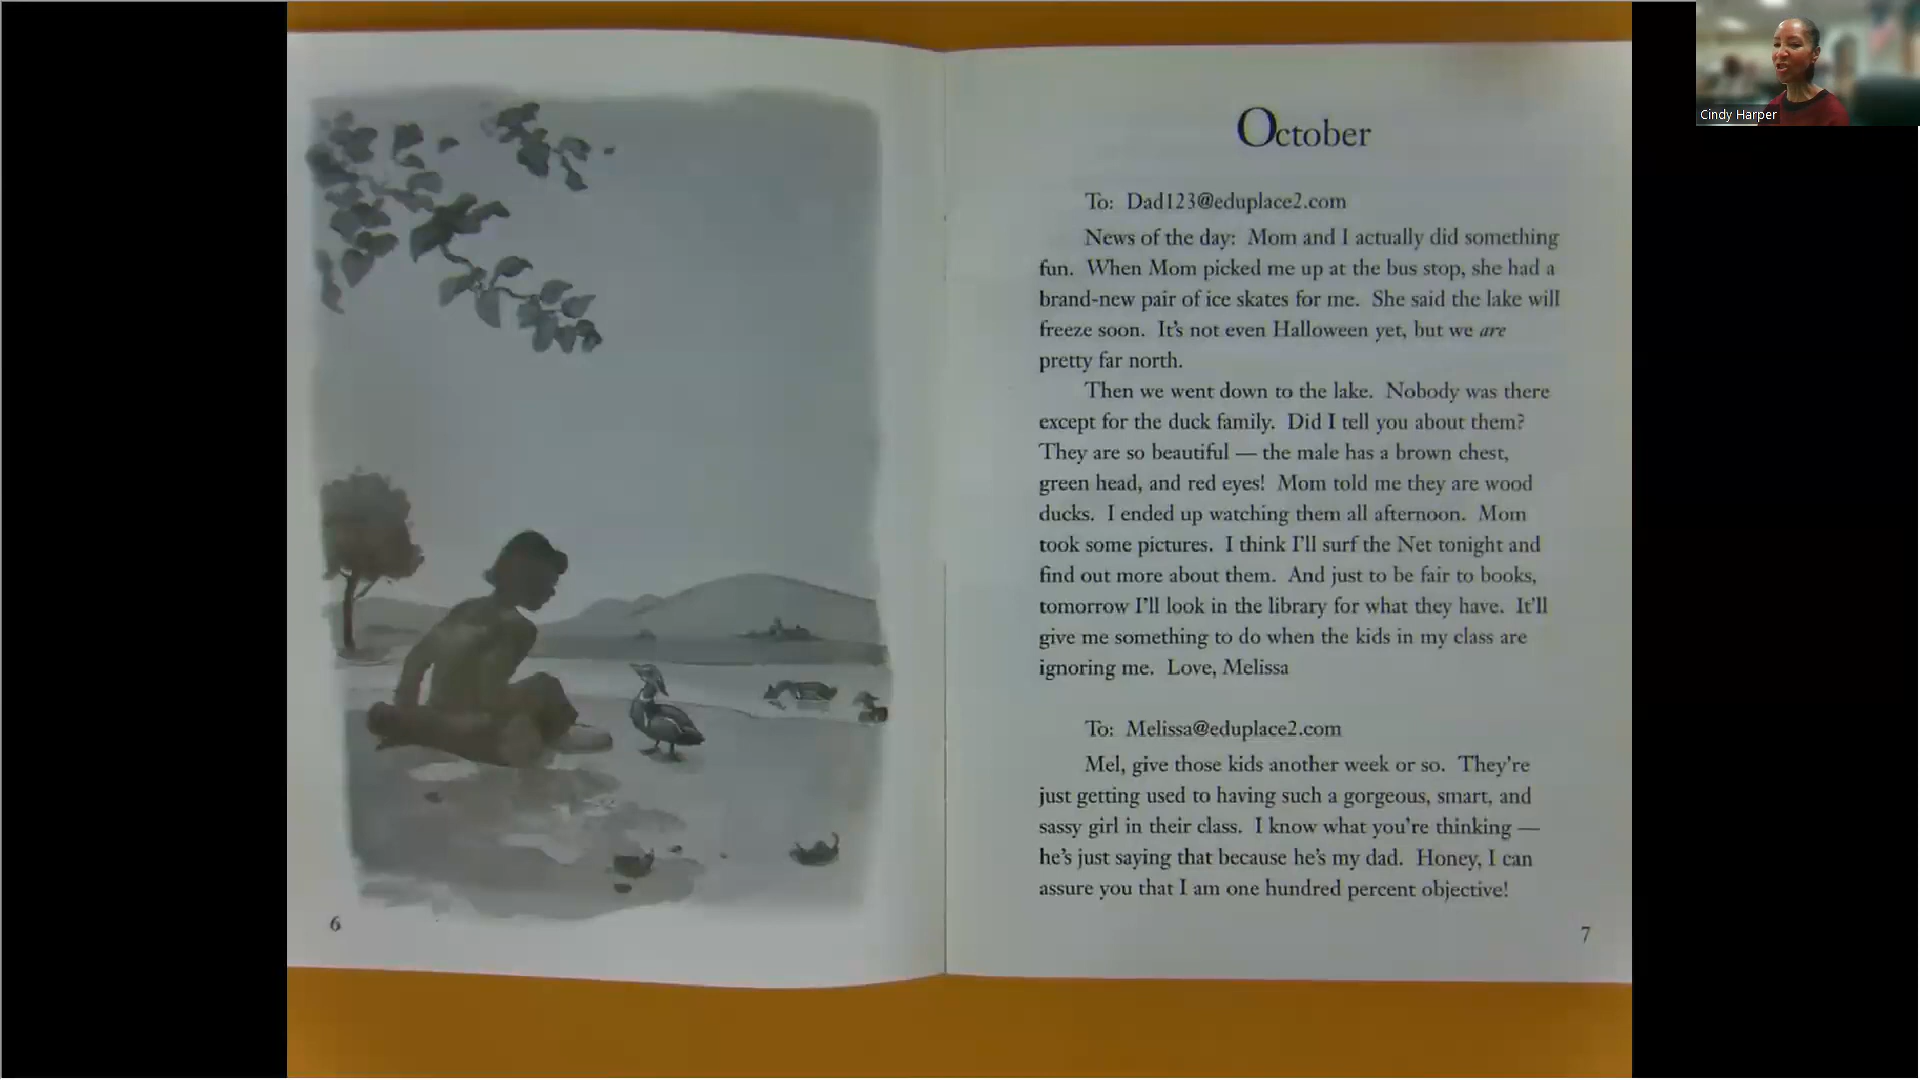 Cindy Harper
October
To: Dad123@eduplace2.com
News of the day: Mom and I actually did something
fun. When Mom picked me up at the bus stop, she had a
brand-new pair of ice skates for me. She said the lake will
freeze soon. It's not even Halloween yet, but we are
pretty far north.
Then we went down to the lake. Nobody was there
except for the duck family. Did I tell you about them?
They are so beautiful — the male has a brown chest,
green head, and red eyes! Mom told me they are wood
ducks. I ended up watching them all afternoon. Mom
took some pictures. I think I'll surf the Net tonight and
find out more about them. And just to be fair to books,
tomorrow I'll look in the library for what they have. It'll
give me something to do when the kids in my class are
ignoring me. Love, Melissa
To: Melissa@eduplace2.com
Mel, give those kids another week or so. They're
just getting used to having such a gorgeous, smart, and
sassy girl in their class. I know what you're thinking —
he's just saying that because he's my dad. Honey, I can
assure you that I am one hundred percent objective!
6
7